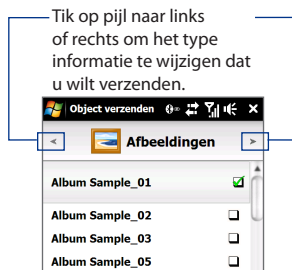 Tik op pijl naar links
of rechts om het type
informatie te wijzigen dat
u wilt verzenden.
Object verzenden
Afbeeldingen
Album Sample_01
Album Sample_02
Album Sample_03
Album Sample_05